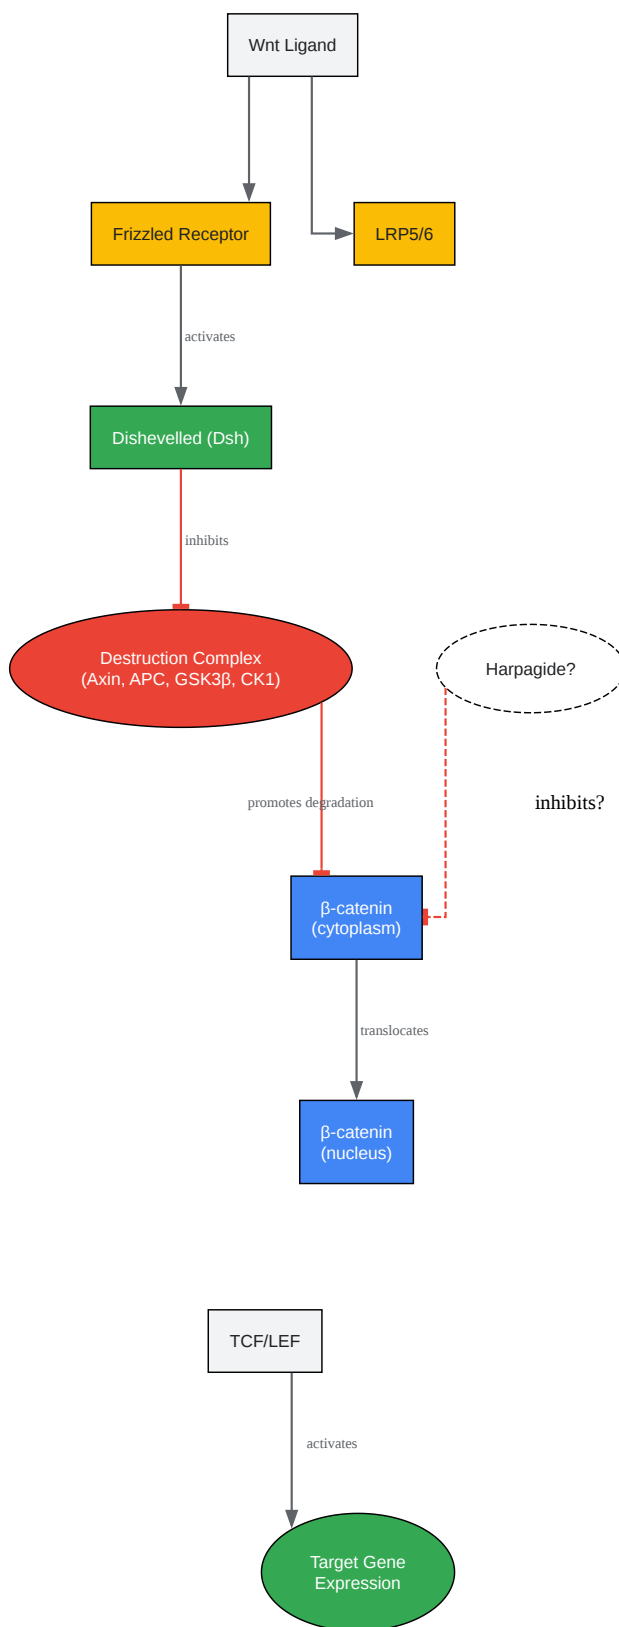 Wnt Ligand
Frizzled Receptor
LRP5/6
activates
Dishevelled (Dsh)
inhibits
Destruction Complex
(Axin, APC, GSK3β, CK1)
Harpagide?
promotes degradation
inhibits?
β-catenin
(cytoplasm)
translocates
β-catenin
(nucleus)
TCF/LEF
activates
Target Gene
Expression